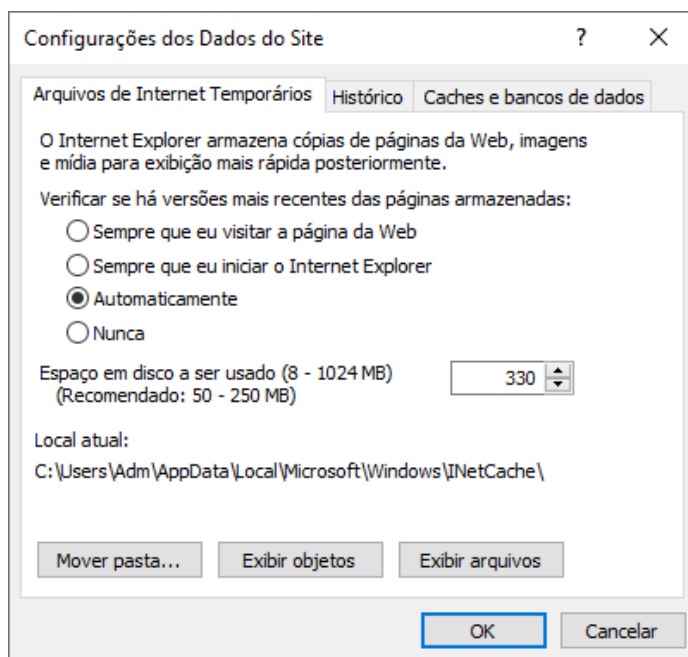 Configurações dos Dados do Site
?
Arquivos de Internet Temporários
Histórico
Caches e bancos de dados
O Internet Explorer armazena cópias de páginas da Web, imagens
e mídia para exibição mais rápida posteriormente.
Verificar se há versões mais recentes das páginas armazenadas:
Sempre que eu visitar a página da Web
Sempre que eu iniciar o Internet Explorer
Automaticamente
Nunca
Espaço em disco a ser usado (8 - 1024 MB)
330
(Recomendado: 50 - 250 MB)
Local atual:
C:\Users\Adm\AppData\Local\Microsoft\Windows\INetCache\
Mover pasta...
Exibir objetos
Exibir arquivos
OK
Cancelar